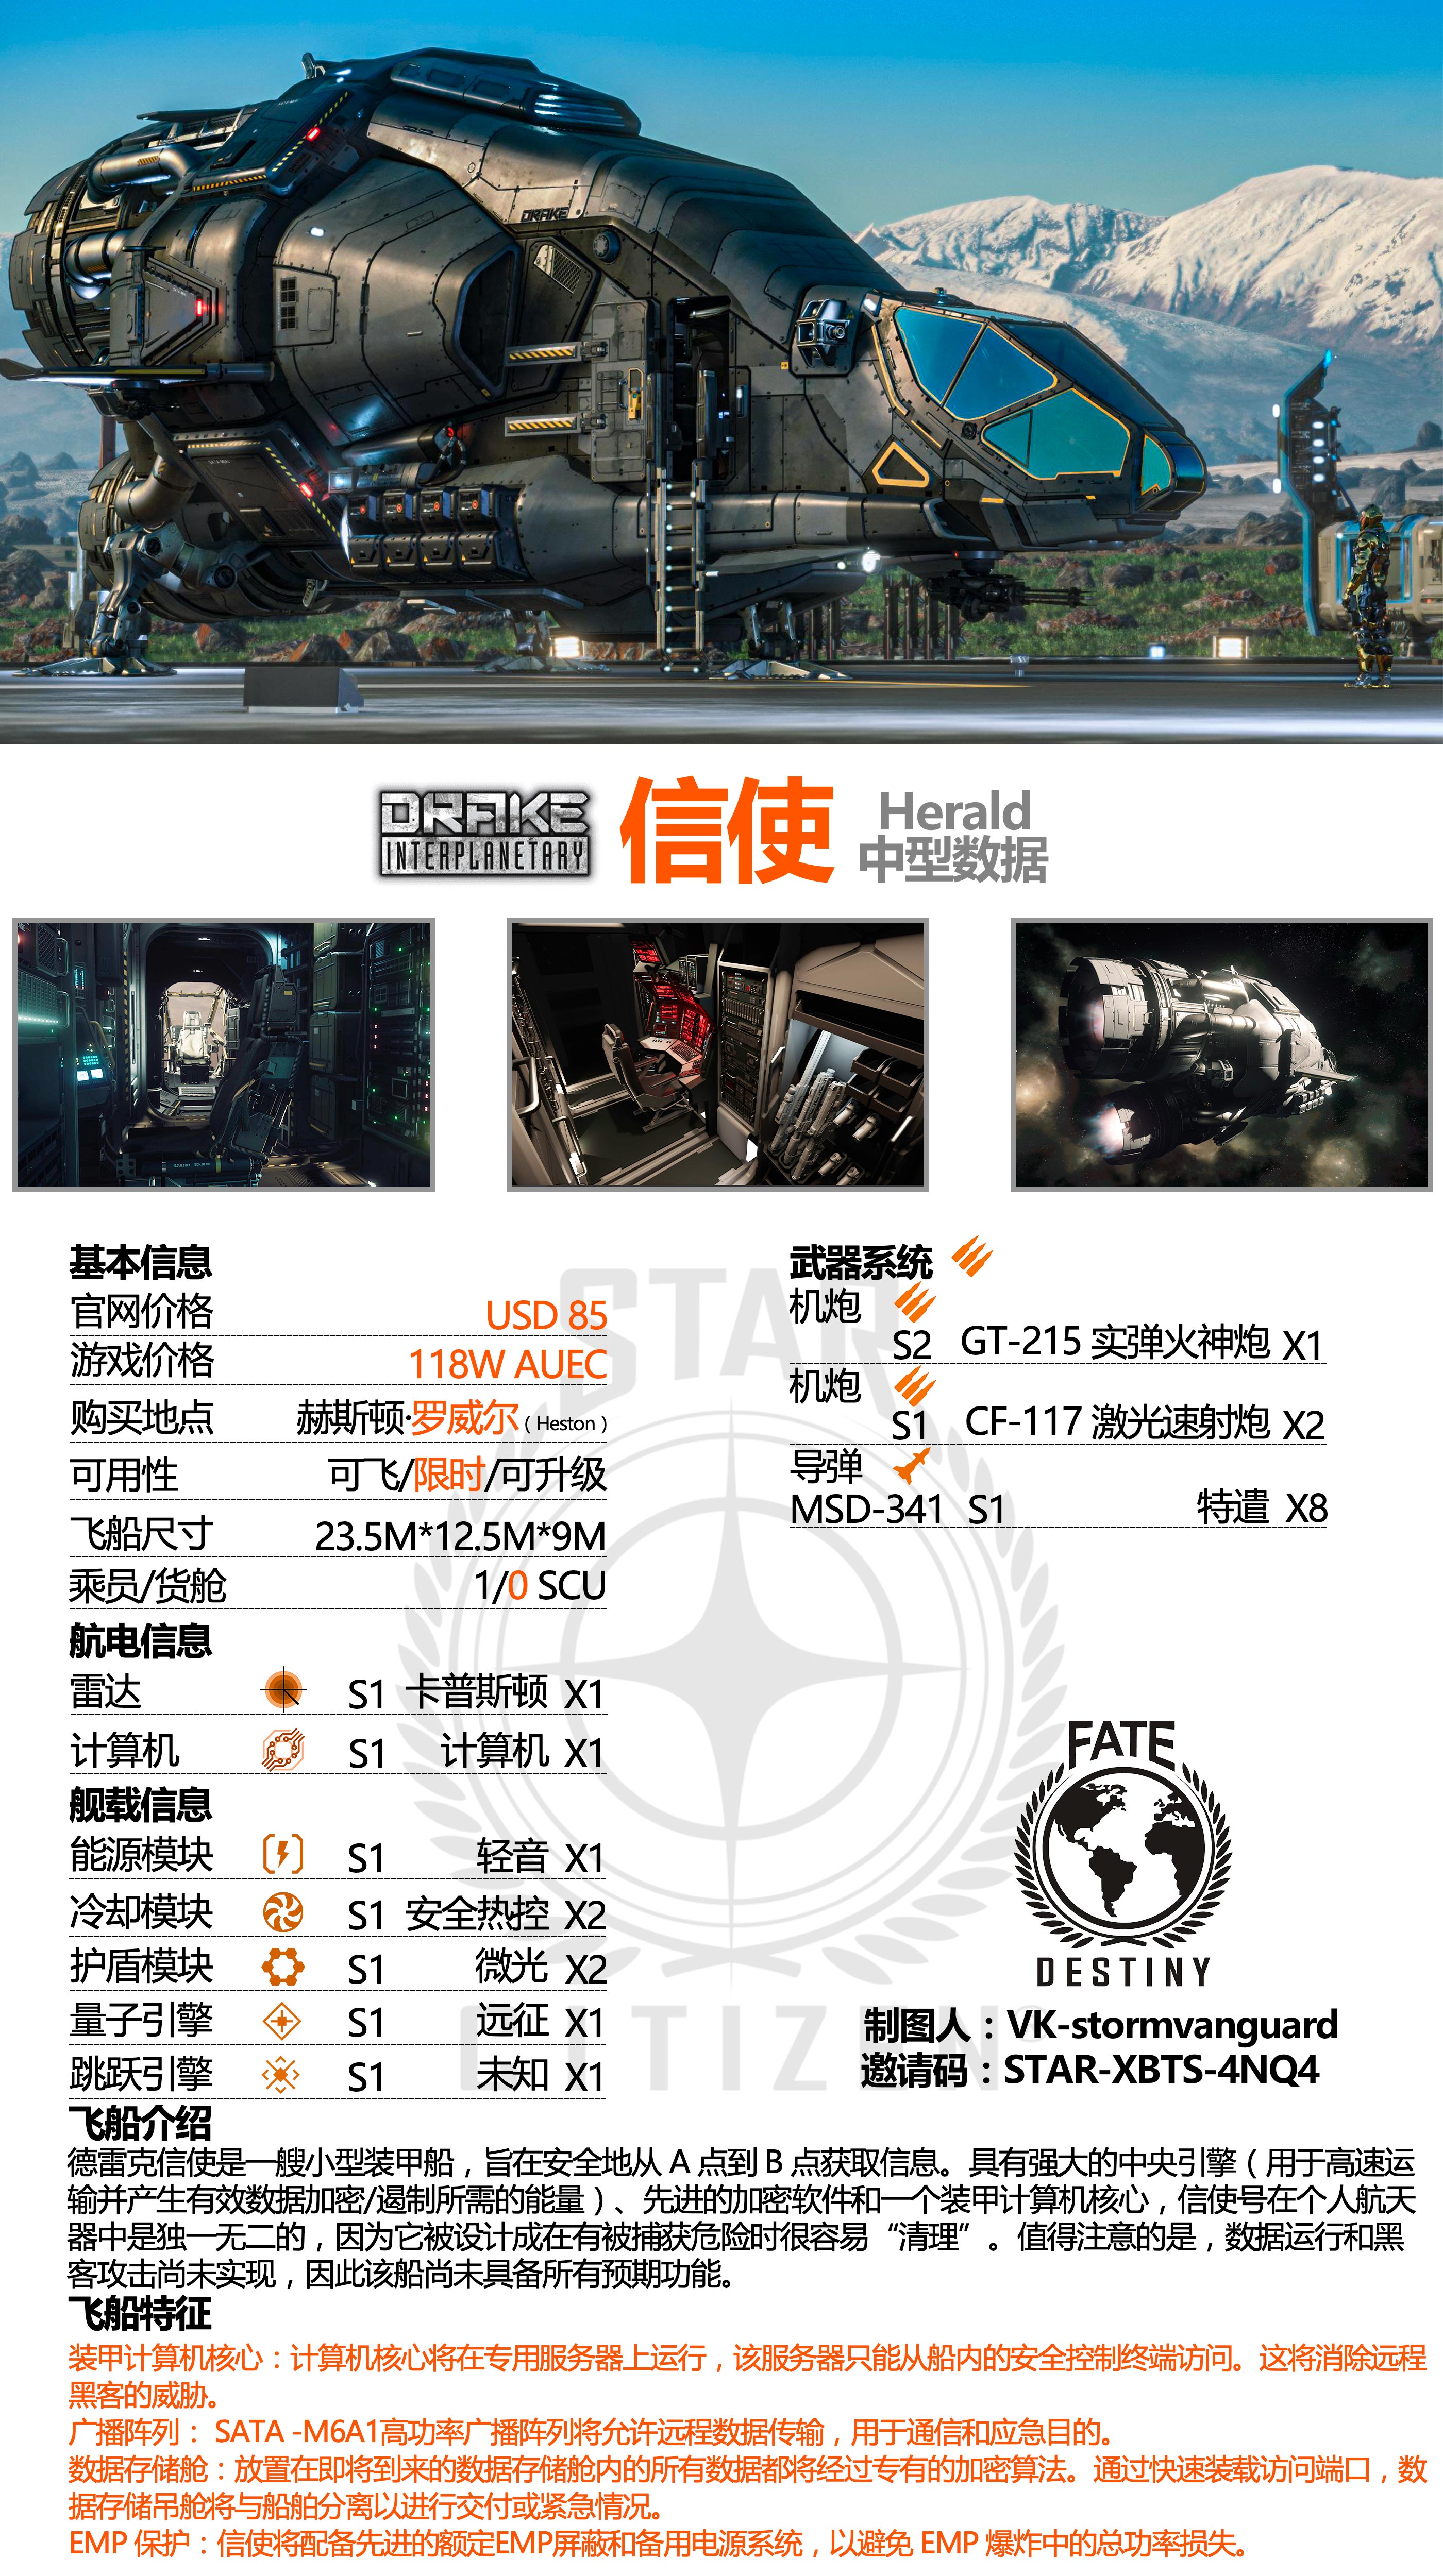 DRAKE
DRAKE
INTERPLANETARY
信使
Herald
中型数据
基本信息
官网价格 USD 85
游戏价格 118W AUEC
购买地点 赫斯顿·罗威尔（Heston）
可用性 可飞/限时/可升级
飞船尺寸 23.5M*12.5M*9M
乘员/货舱 1/0 SCU
航电信息
雷达 S1 卡普斯顿 X1
计算机 S1 计算机 X1
舰载信息
能源模块 S1 轻音 X1
冷却模块 S1 安全热控 X2
护盾模块 S1 微光 X2
量子引擎 S1 远征 X1
跳跃引擎 S1 未知 X1
武器系统
机炮
S2 GT-215 实弹火神炮 X1
机炮
S1 CF-117 激光速射炮 X2
导弹
MSD-341 S1 特遣 X8
STAR
CITIZEN
FATE
DESTINY
制图人：VK-stormvanguard
邀请码：STAR-XBTS-4NQ4
飞船介绍
德雷克信使是一艘小型装甲船，旨在安全地从 A 点到 B 点获取信息。具有强大的中央引擎（用于高速运
输并产生有效数据加密/遏制所需的能量）、先进的加密软件和一个装甲计算机核心，信使号在个人航天
器中是独一无二的，因为它被设计成在有被捕获危险时很容易“清理”。值得注意的是，数据运行和黑
客攻击尚未实现，因此该船尚未具备所有预期功能。
飞船特征
装甲计算机核心：计算机核心将在专用服务器上运行，该服务器只能从船内的安全控制终端访问。这将消除远程
黑客的威胁。
广播阵列： SATA -M6A1高功率广播阵列将允许远程数据传输，用于通信和应急目的。
数据存储舱：放置在即将到来的数据存储舱内的所有数据都将经过专有的加密算法。通过快速装载访问端口，数
据存储吊舱将与船舶分离以进行交付或紧急情况。
EMP 保护：信使将配备先进的额定EMP屏蔽和备用电源系统，以避免 EMP 爆炸中的总功率损失。